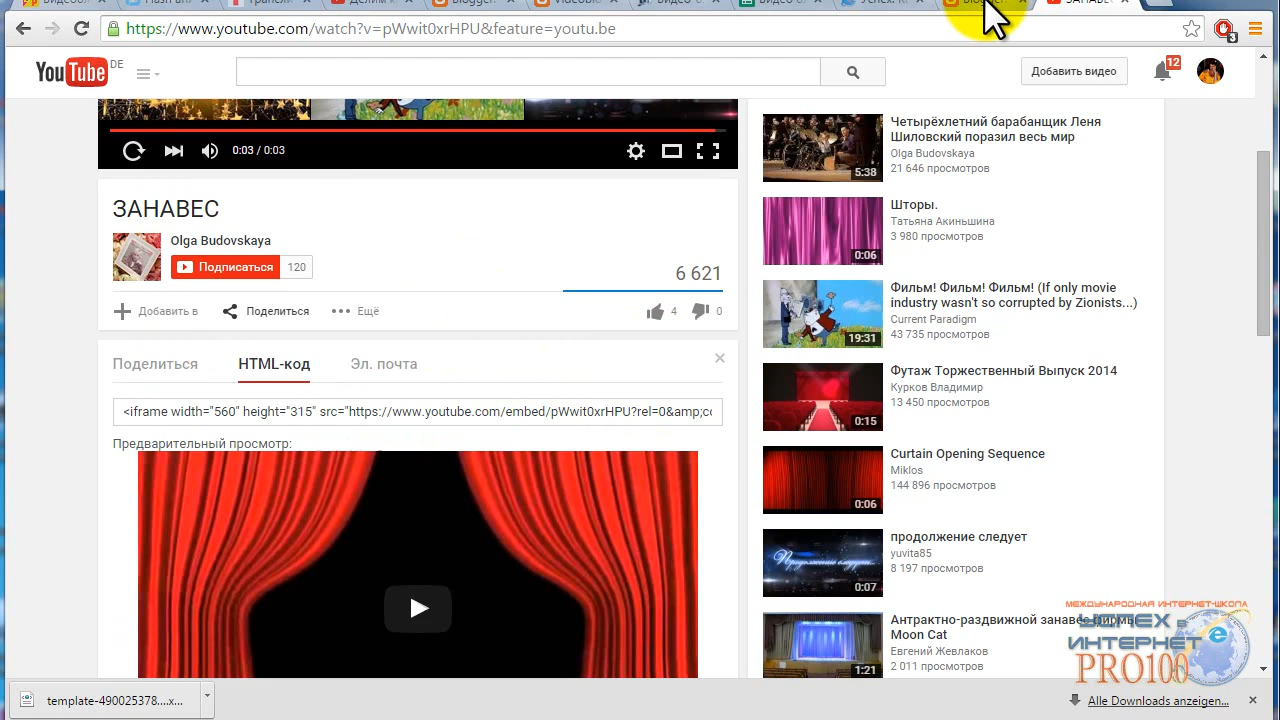 Blogger
https://www.youtube.com/watch?v=pWwit0xrHPU&feature=youtu.be
3
YouTube DE
Добавить видео
12
0:03 / 0:03
ЗАНАВЕС
Olga Budovskaya
Подписаться 120
6 621
Добавить в Поделиться Ещё 4 0
Поделиться HTML-код Эл. почта
<iframe width="560" height="315" src="https://www.youtube.com/embed/pWwit0xrHPU?rel=0&amp;cc
Предварительный просмотр:
Четырёхлетний барабанщик Леня
Шиловский поразил весь мир
Olga Budovskaya
21 646 просмотров
5:38
Шторы.
Татьяна Акиньшина
3 980 просмотров
0:06
Фильм! Фильм! Фильм! (If only movie
industry wasn't so corrupted by Zionists...)
Current Paradigm
43 735 просмотров
19:31
Футаж Торжественный Выпуск 2014
Курков Владимир
13 450 просмотров
0:15
Curtain Opening Sequence
Miklos
144 896 просмотров
0:06
продолжение следует
yuvita85
8 197 просмотров
Продолжение следует...
0:07
Антрактно-раздвижной занавес фирмы
Moon Cat
Евгений Жевлаков
2 011 просмотров
1:21
МЕЖДУНАРОДНАЯ ИНТЕРНЕТ-ШКОЛА
УСПЕХ в
ИНТЕРНЕТ
PRO100
template-490025378....x...
Alle Downloads anzeigen...